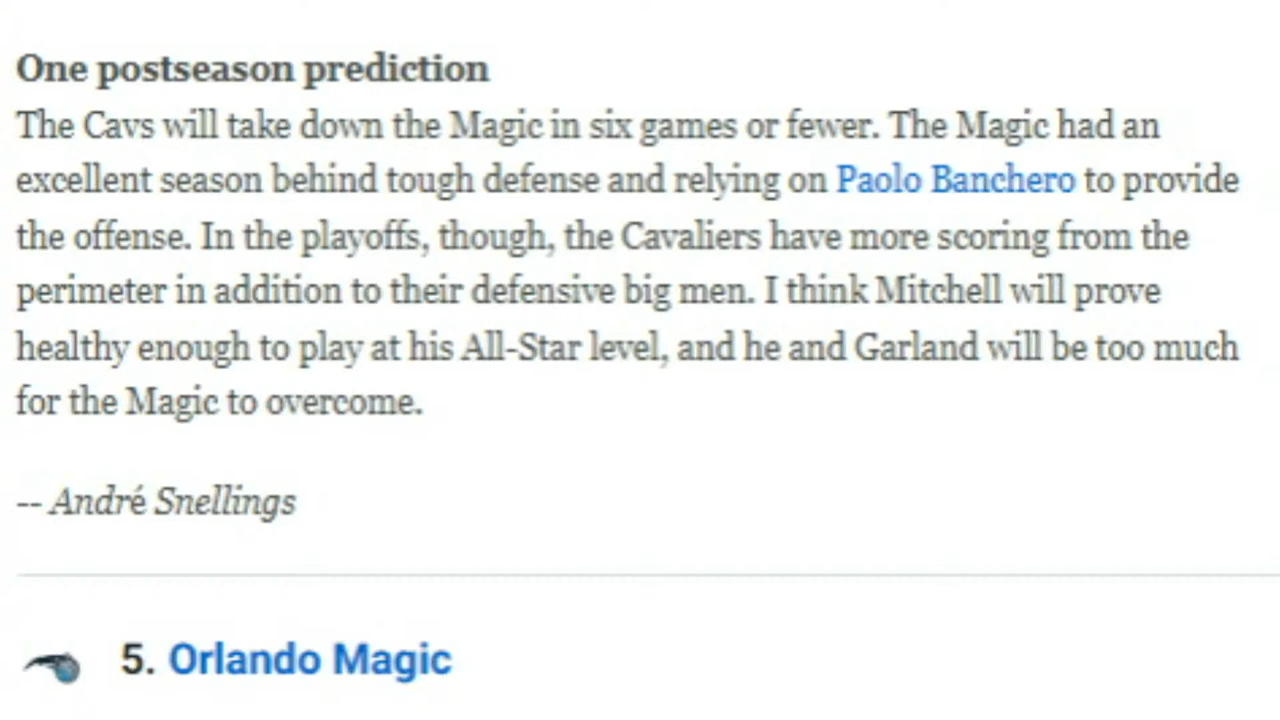 One postseason prediction
The Cavs will take down the Magic in six games or fewer. The Magic had an
excellent season behind tough defense and relying on Paolo Banchero to provide
the offense. In the playoffs, though, the Cavaliers have more scoring from the
perimeter in addition to their defensive big men. I think Mitchell will prove
healthy enough to play at his All-Star level, and he and Garland will be too much
for the Magic to overcome.
-- André Snellings
5. Orlando Magic